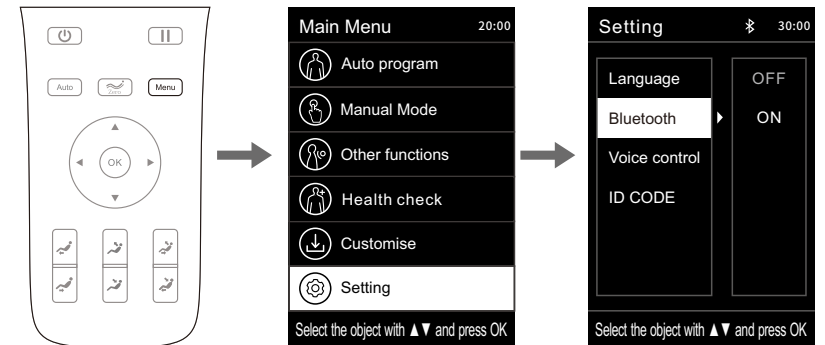 Auto
Zero
Menu
OK
Main Menu 20:00
Auto program
Manual Mode
Other functions
Health check
Customise
Setting
Select the object with ▲▼ and press OK
Setting 30:00
Language
Bluetooth
Voice control
ID CODE
OFF
ON
Select the object with ▲▼ and press OK